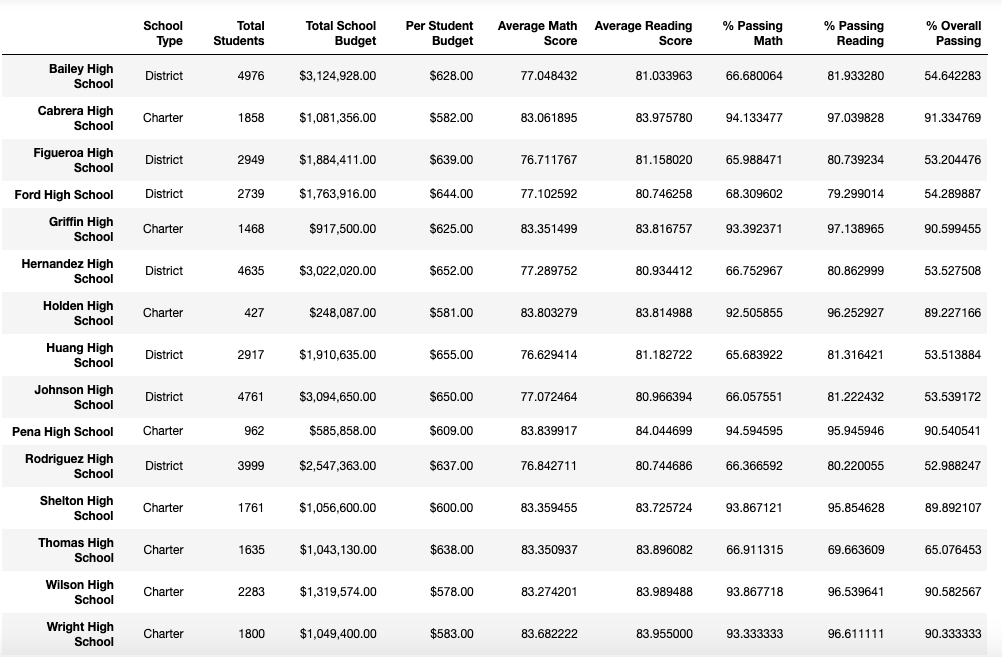 School Type Total Students Total School Budget Per Student Budget Average Math Score Average Reading Score % Passing Math % Passing Reading % Overall Passing
Bailey High School District 4976 $3,124,928.00 $628.00 77.048432 81.033963 66.680064 81.933280 54.642283
Cabrera High School Charter 1858 $1,081,356.00 $582.00 83.061895 83.975780 94.133477 97.039828 91.334769
Figueroa High School District 2949 $1,884,411.00 $639.00 76.711767 81.158020 65.988471 80.739234 53.204476
Ford High School District 2739 $1,763,916.00 $644.00 77.102592 80.746258 68.309602 79.299014 54.289887
Griffin High School Charter 1468 $917,500.00 $625.00 83.351499 83.816757 93.392371 97.138965 90.599455
Hernandez High School District 4635 $3,022,020.00 $652.00 77.289752 80.934412 66.752967 80.862999 53.527508
Holden High School Charter 427 $248,087.00 $581.00 83.803279 83.814988 92.505855 96.252927 89.227166
Huang High School District 2917 $1,910,635.00 $655.00 76.629414 81.182722 65.683922 81.316421 53.513884
Johnson High School District 4761 $3,094,650.00 $650.00 77.072464 80.966394 66.057551 81.222432 53.539172
Pena High School Charter 962 $585,858.00 $609.00 83.839917 84.044699 94.594595 95.945946 90.540541
Rodriguez High School District 3999 $2,547,363.00 $637.00 76.842711 80.744686 66.366592 80.220055 52.988247
Shelton High School Charter 1761 $1,056,600.00 $600.00 83.359455 83.725724 93.867121 95.854628 89.892107
Thomas High School Charter 1635 $1,043,130.00 $638.00 83.350937 83.896082 66.911315 69.663609 65.076453
Wilson High School Charter 2283 $1,319,574.00 $578.00 83.274201 83.989488 93.867718 96.539641 90.582567
Wright High School Charter 1800 $1,049,400.00 $583.00 83.682222 83.955000 93.333333 96.611111 90.333333